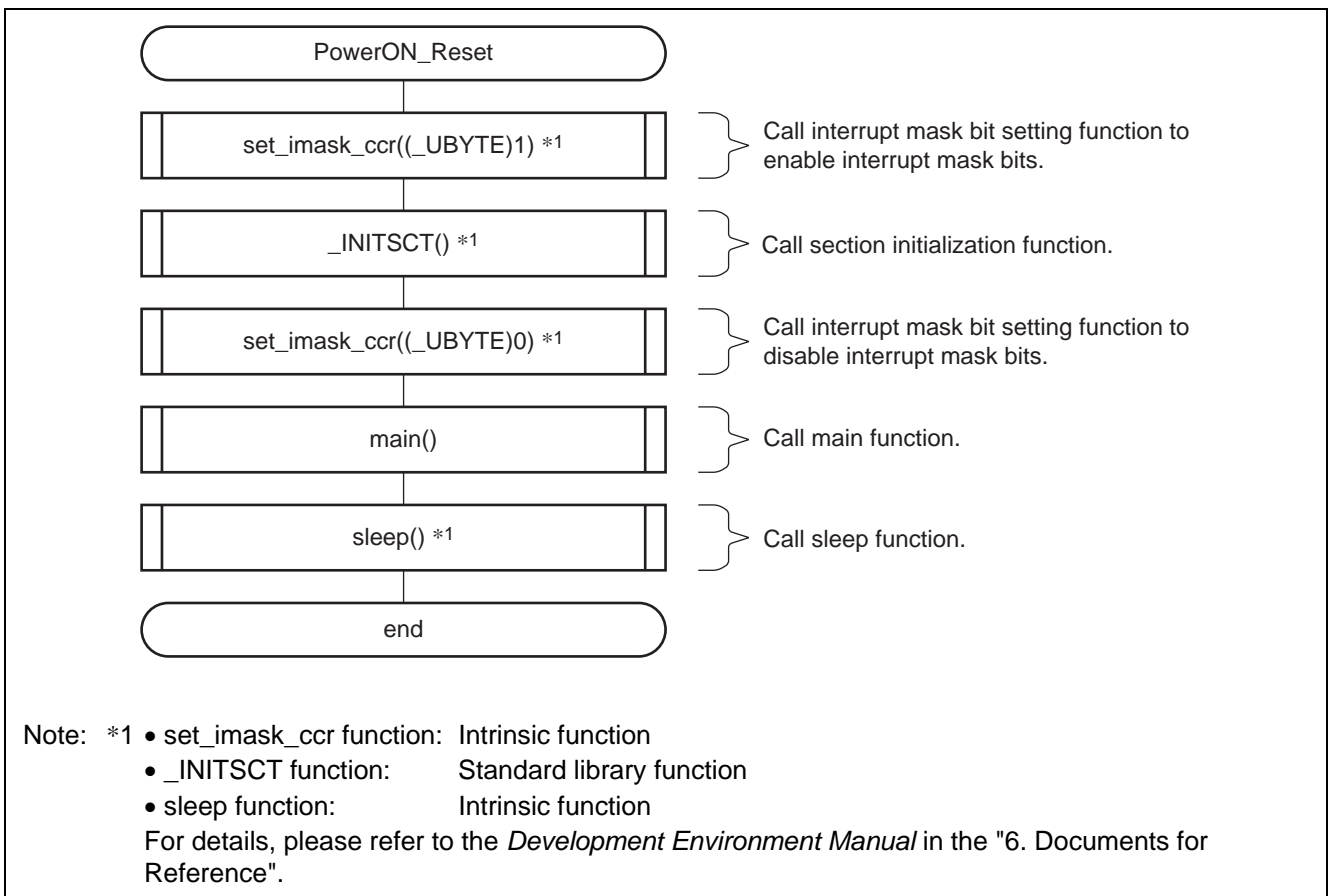 PowerON_Reset
set_imask_ccr((_UBYTE)1) *1
Call interrupt mask bit setting function to
enable interrupt mask bits.
_INITSCT() *1
Call section initialization function.
set_imask_ccr((_UBYTE)0) *1
Call interrupt mask bit setting function to
disable interrupt mask bits.
main()
Call main function.
sleep() *1
Call sleep function.
end
Note: *1 • set_imask_ccr function: Intrinsic function
• _INITSCT function: Standard library function
• sleep function: Intrinsic function
For details, please refer to the Development Environment Manual in the "6. Documents for
Reference".